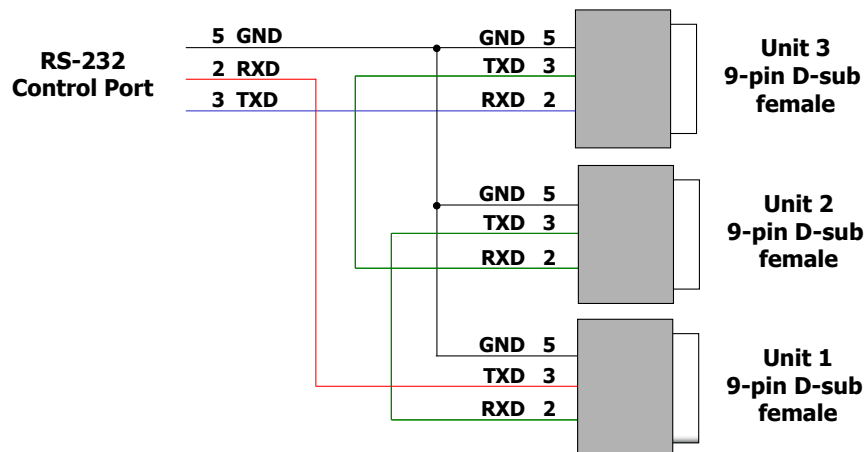 RS-232
Control Port
5 GND
2 RXD
3 TXD
GND 5
TXD 3
RXD 2
Unit 3
9-pin D-sub
female
GND 5
TXD 3
RXD 2
Unit 2
9-pin D-sub
female
GND 5
TXD 3
RXD 2
Unit 1
9-pin D-sub
female